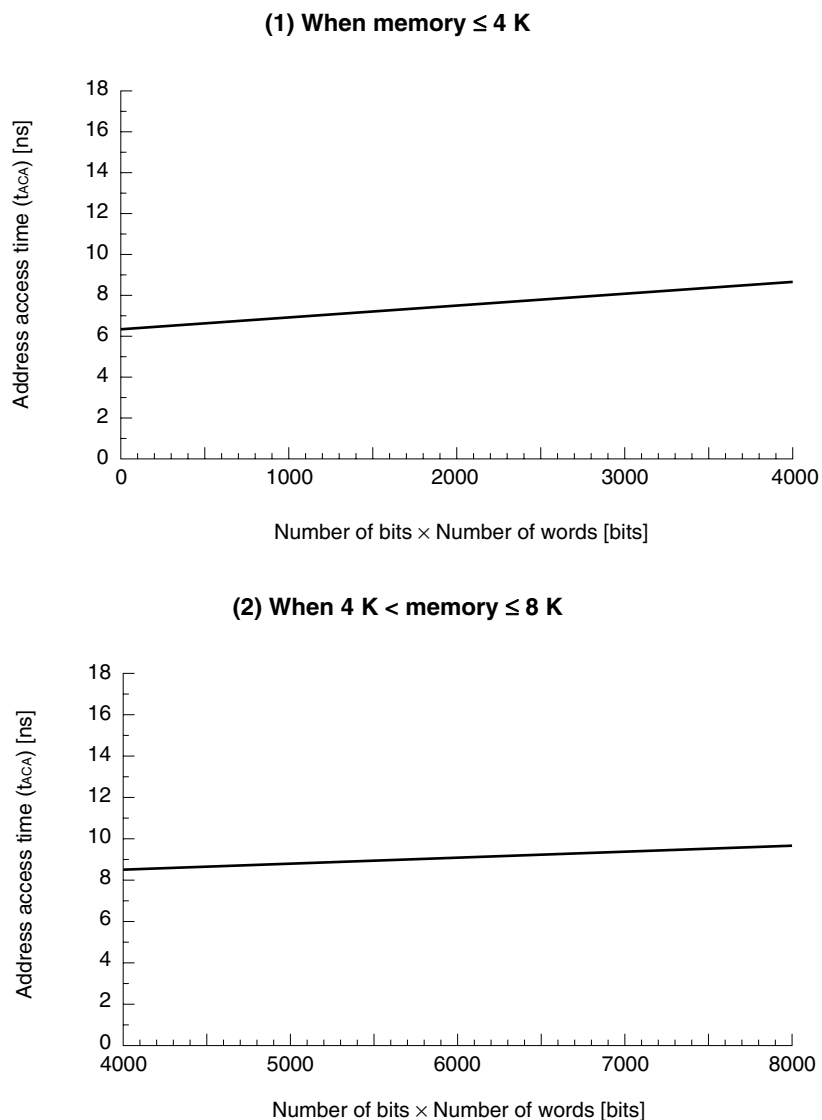 (1) When memory ≤ 4 K
Address access time (tACA) [ns]
18
16
14
12
10
8
6
4
2
0
0 1000 2000 3000 4000
Number of bits × Number of words [bits]
(2) When 4 K < memory ≤ 8 K
Address access time (tACA) [ns]
18
16
14
12
10
8
6
4
2
0
4000 5000 6000 7000 8000
Number of bits × Number of words [bits]